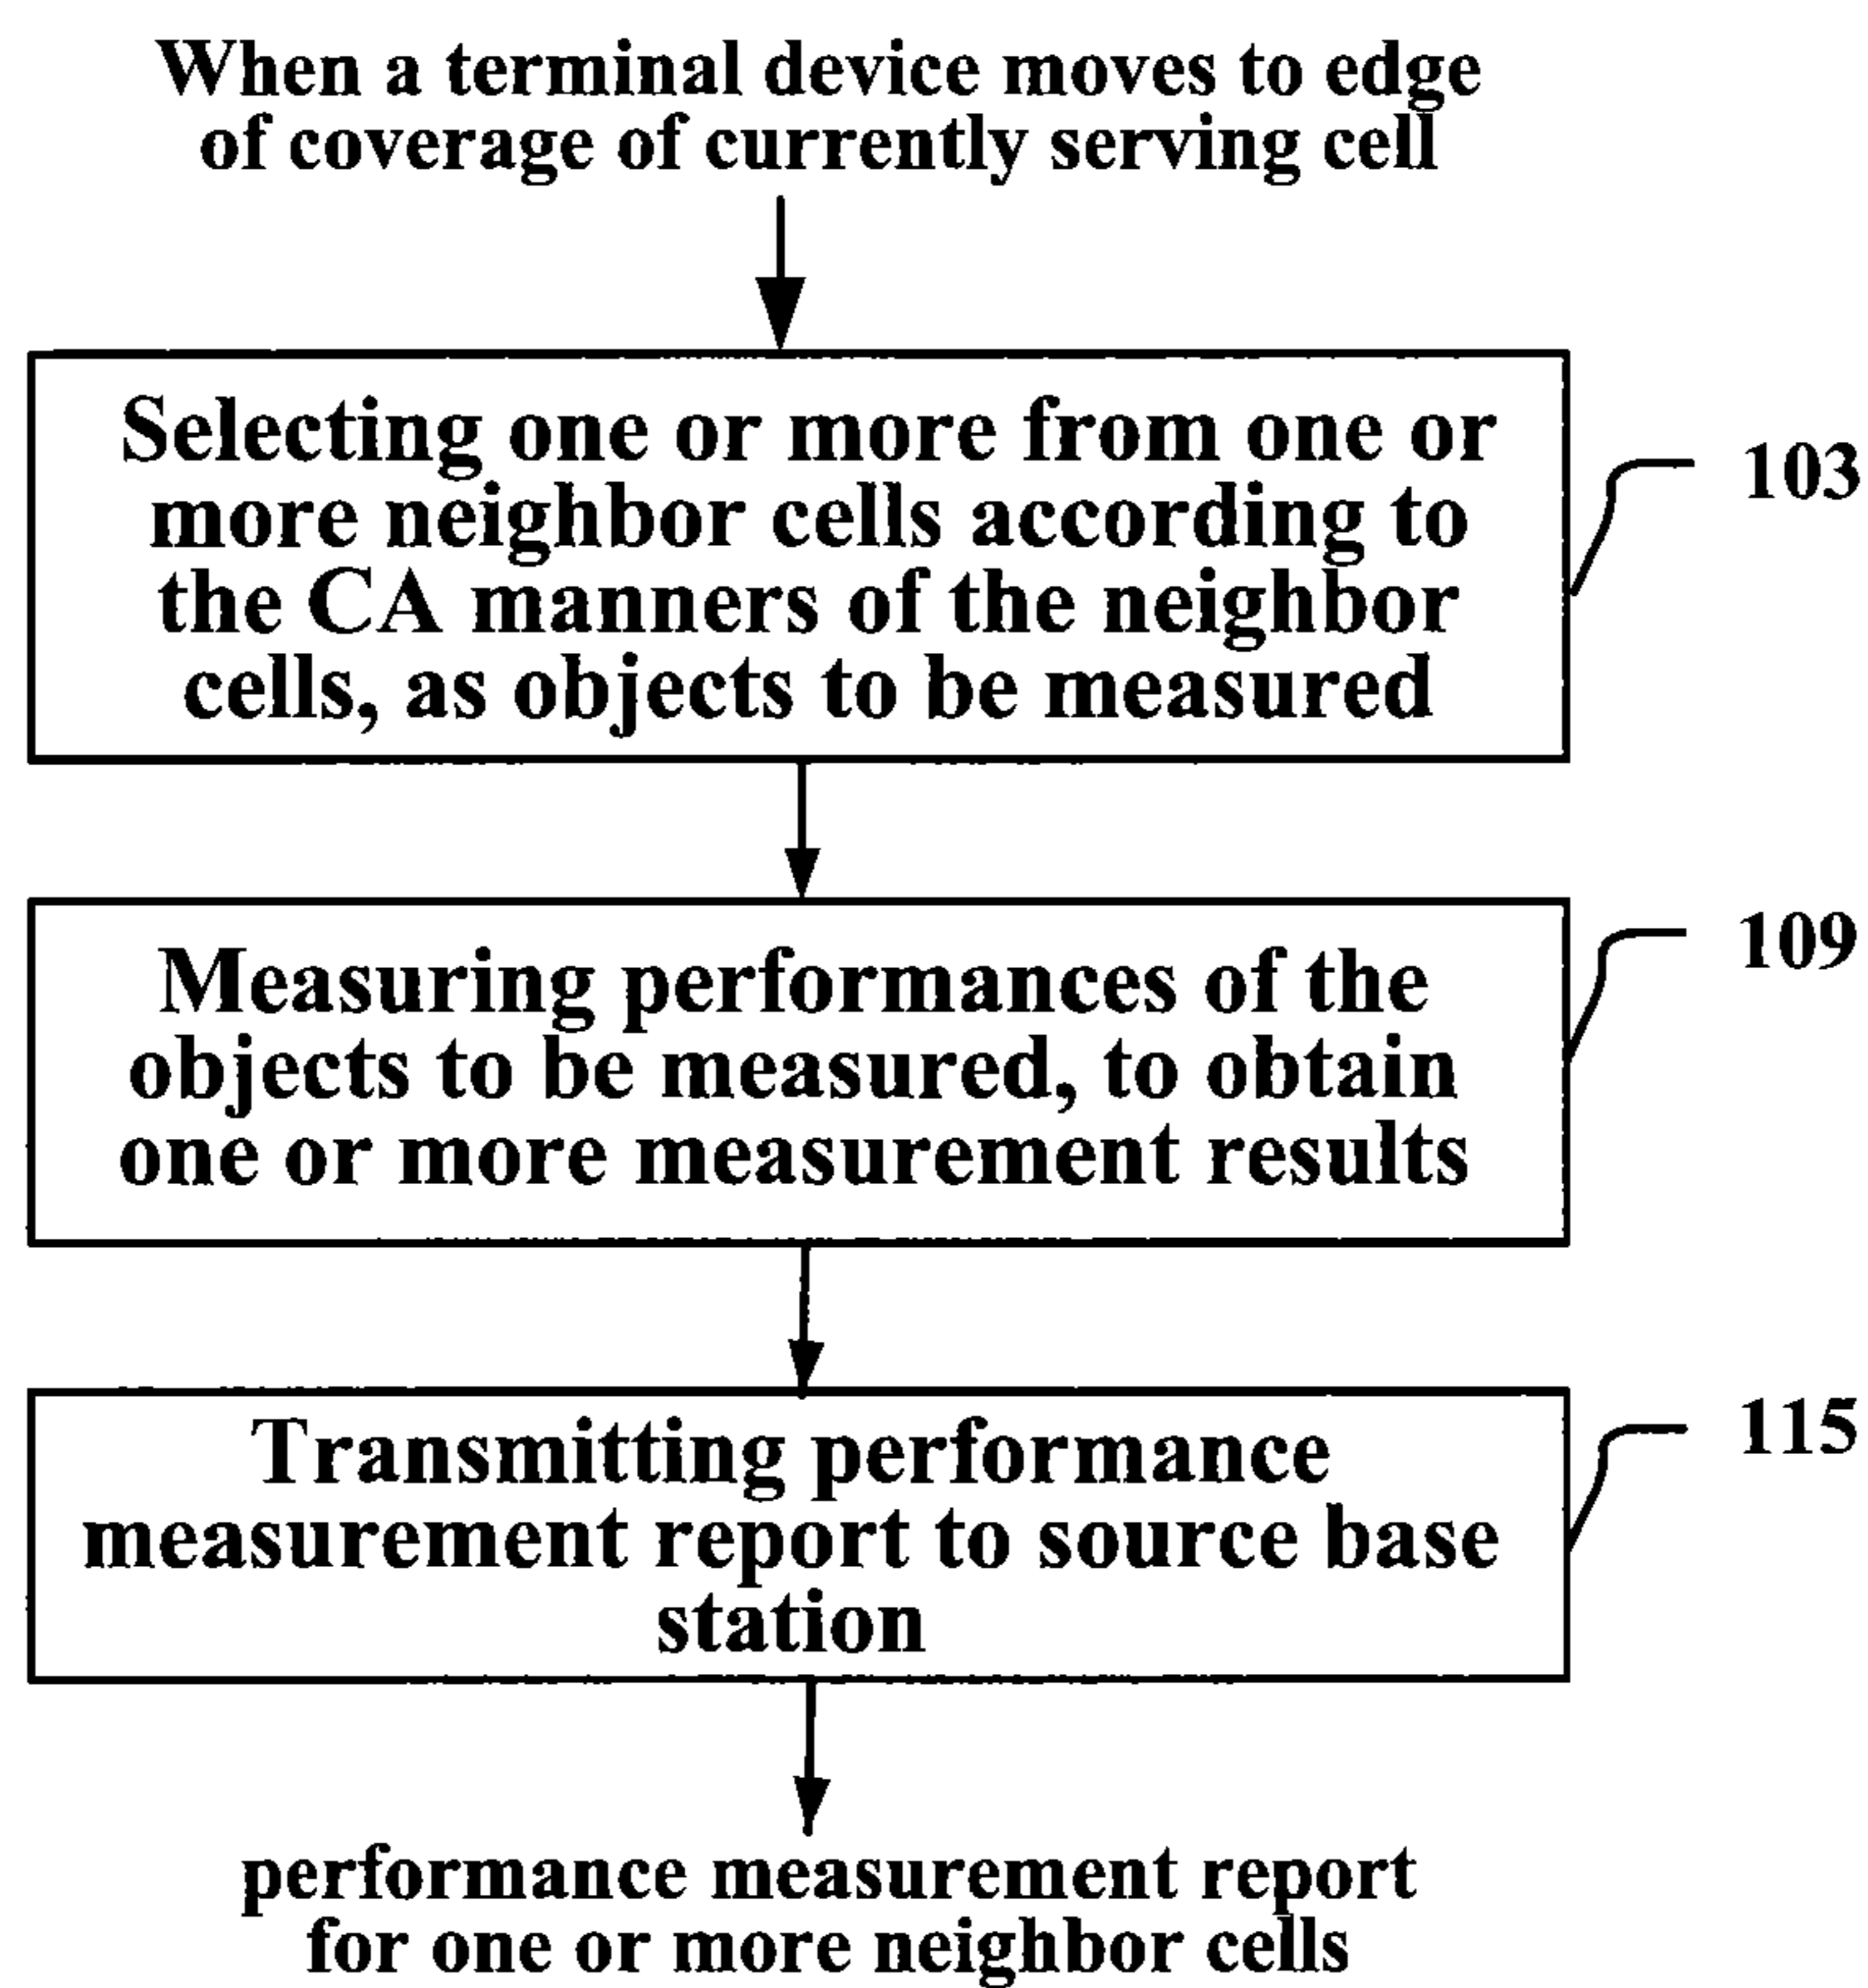 When a terminal device moves to edge
of coverage of currently serving cell
Selecting one or more from one or
more neighbor cells according to
the CA manners of the neighbor
cells, as objects to be measured
103
Measuring performances of the
objects to be measured, to obtain
one or more measurement results
109
Transmitting performance
measurement report to source base
station
115
performance measurement report
for one or more neighbor cells